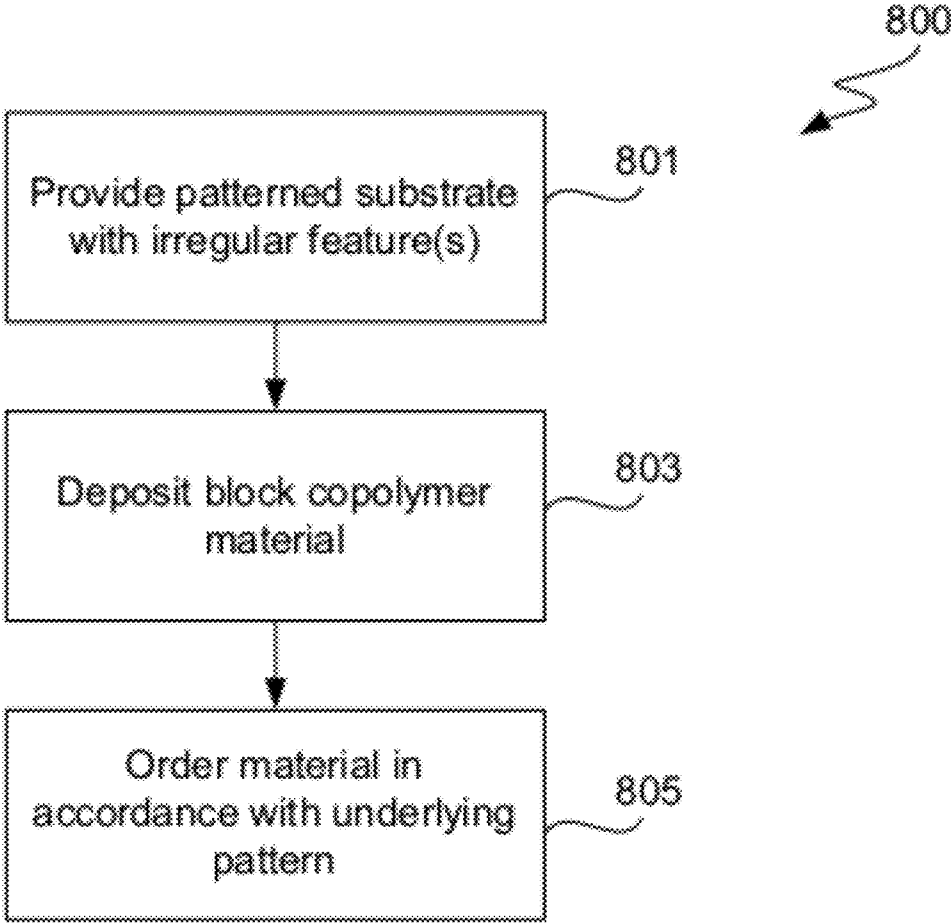 800
801
Provide patterned substrate
with irregular feature(s)
803
Deposit block copolymer
material
805
Order material in
accordance with underlying
pattern